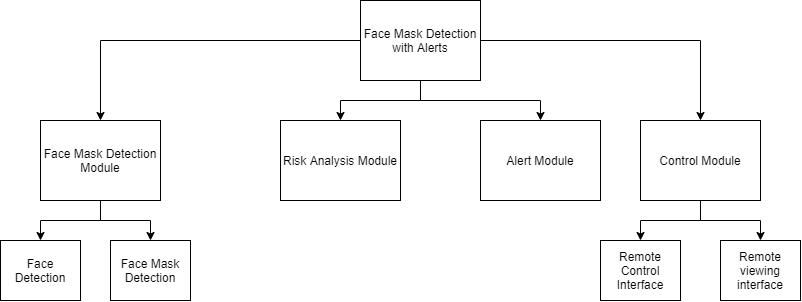 Face Mask Detection
with Alerts
Face Mask Detection
Module
Risk Analysis Module
Alert Module
Control Module
Face
Detection
Face Mask
Detection
Remote
Control
Interface
Remote
viewing
interface